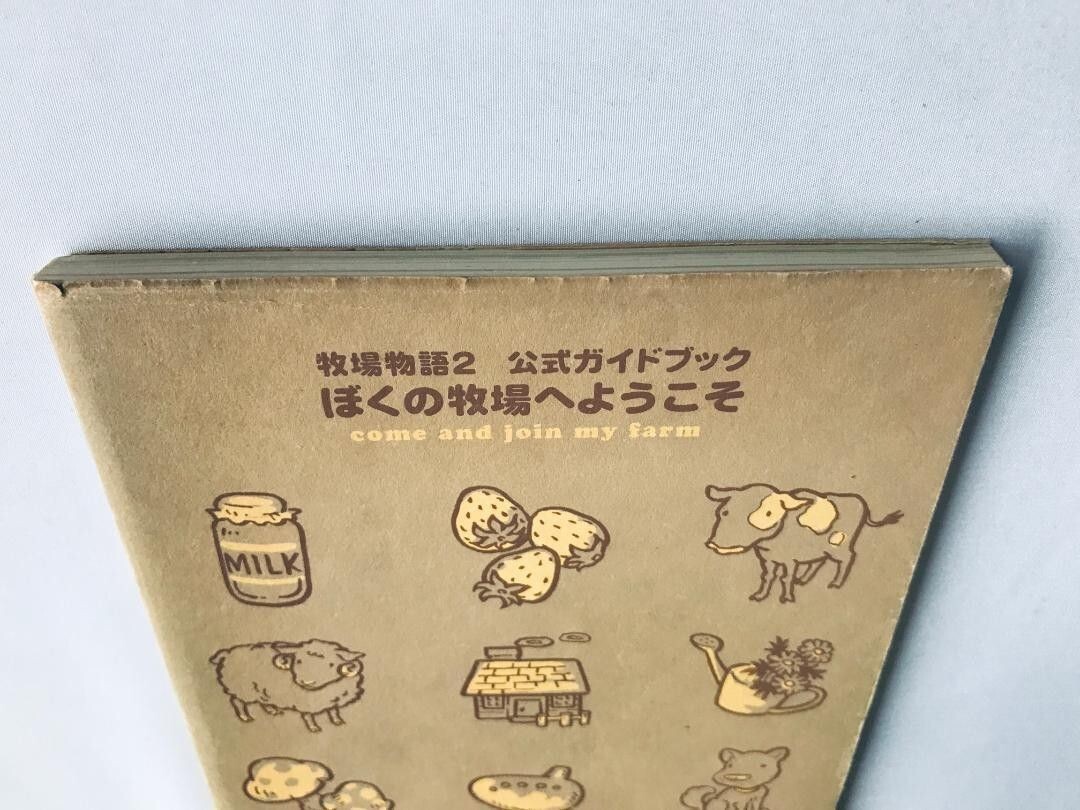 牧場物語2 公式ガイドブック
ぼくの牧場へようこそ
come and join my farm
MILK